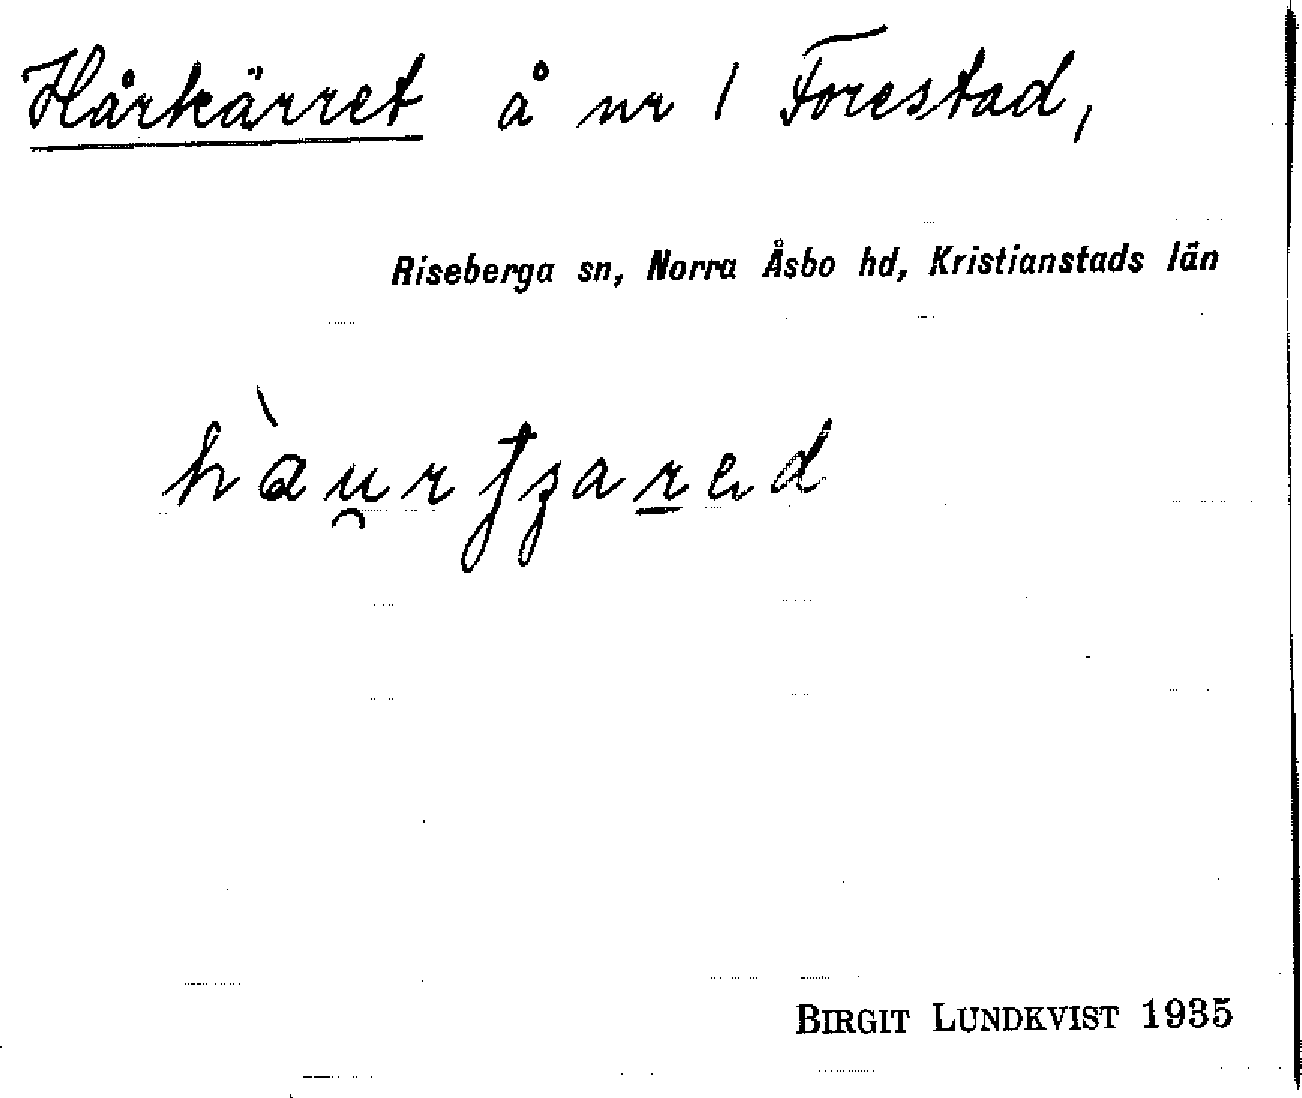 Hårkärret å nr 1 Forestad,
Riseberga sn, Norra Åsbo hd, Kristianstads län
BIRGIT LUNDKVIST 1935